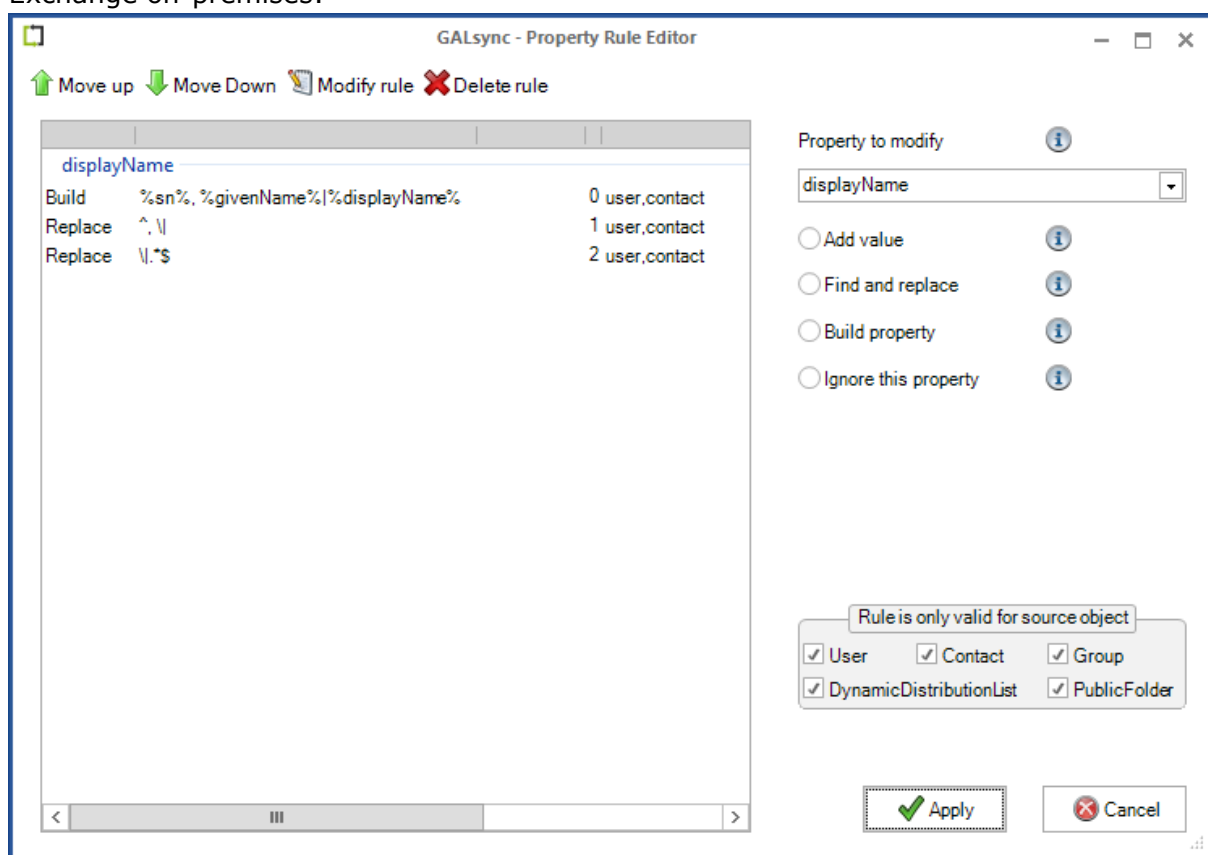 Exchange on-premises.
GALsync - Property Rule Editor
Move up Move Down Modify rule Delete rule
displayName
Build %sn%, %givenName%|%displayName% 0 user,contact
Replace ^, \| 1 user,contact
Replace \|.*$ 2 user,contact
Property to modify
displayName
Add value
Find and replace
Build property
Ignore this property
Rule is only valid for source object
User Contact Group
DynamicDistributionList PublicFolder
Apply Cancel